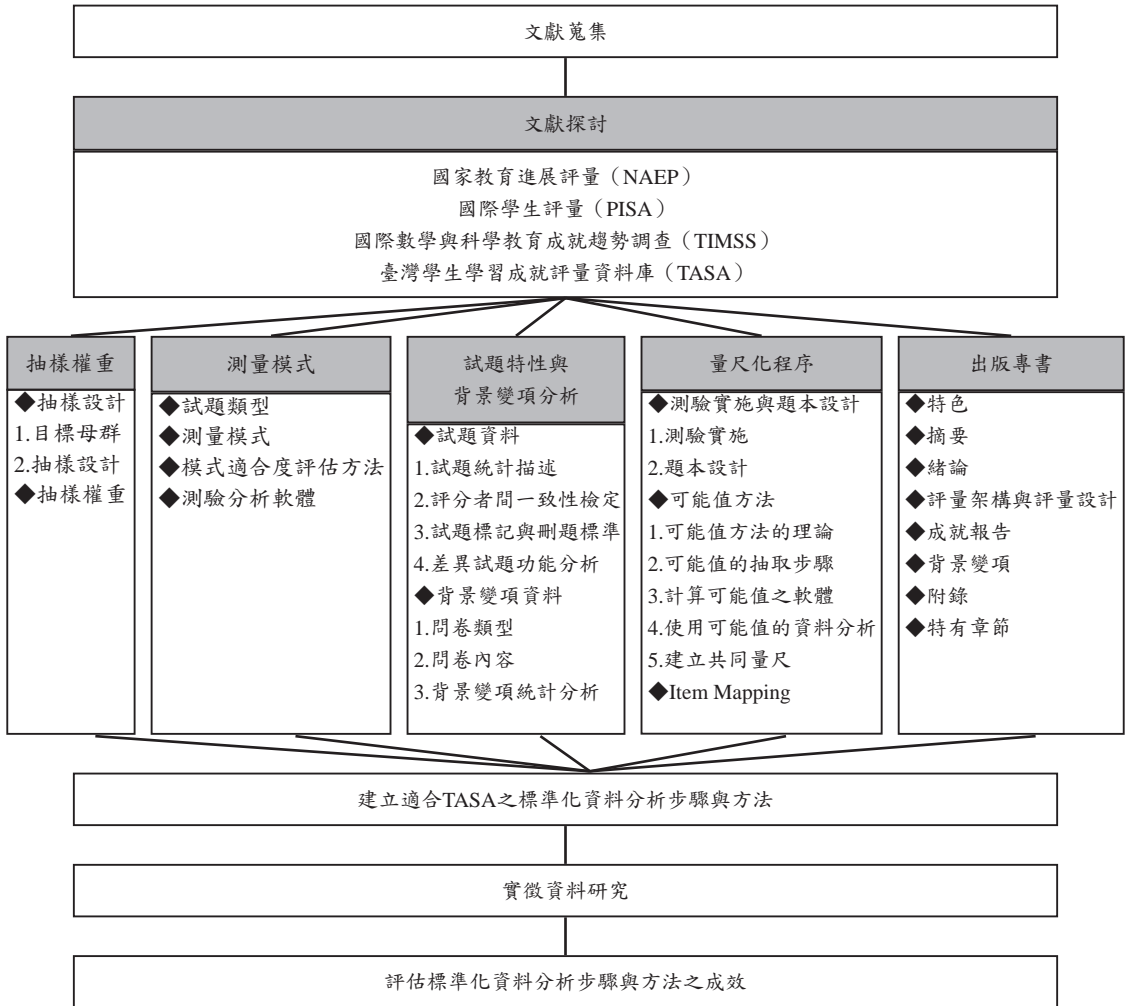 文獻蒐集
文獻探討
國家教育進展評量（NAEP）
國際學生評量（PISA）
國際數學與科學教育成就趨勢調查（TIMSS）
臺灣學生學習成就評量資料庫（TASA）
抽樣權重
◆抽樣設計
1.目標母群
2.抽樣設計
◆抽樣權重
測量模式
◆試題類型
◆測量模式
◆模式適合度評估方法
◆測驗分析軟體
試題特性與
背景變項分析
◆試題資料
1.試題統計描述
2.評分者間一致性檢定
3.試題標記與刪題標準
4.差異試題功能分析
◆背景變項資料
1.問卷類型
2.問卷內容
3.背景變項統計分析
量尺化程序
◆測驗實施與題本設計
1.測驗實施
2.題本設計
◆可能值方法
1.可能值方法的理論
2.可能值的抽取步驟
3.計算可能值之軟體
4.使用可能值的資料分析
5.建立共同量尺
◆Item Mapping
出版專書
◆特色
◆摘要
◆緒論
◆評量架構與評量設計
◆成就報告
◆背景變項
◆附錄
◆特有章節
建立適合TASA之標準化資料分析步驟與方法
實徵資料研究
評估標準化資料分析步驟與方法之成效